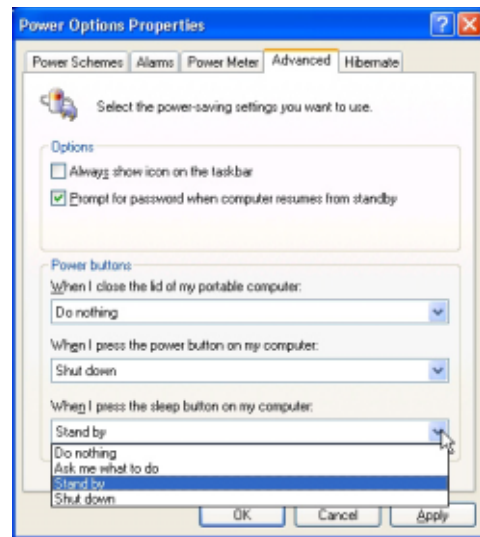 Power Options Properties
Power Schemes Alarms Power Meter Advanced Hibernate
Select the power-saving settings you want to use.
Options
Always show icon on the taskbar
Prompt for password when computer resumes from standby
Power buttons
When I close the lid of my portable computer:
Do nothing
When I press the power button on my computer:
Shut down
When I press the sleep button on my computer:
Stand by
Do nothing
Ask me what to do
Stand by
Shut down
OK Cancel Apply